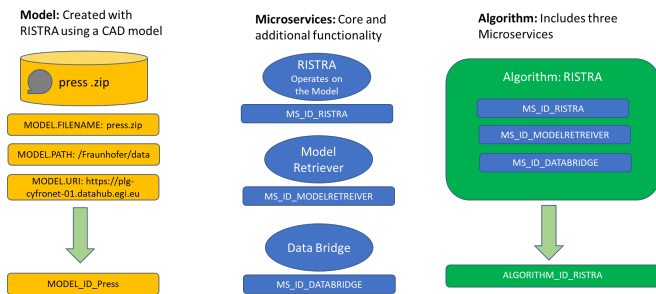 Model: Created with
RISTRA using a CAD model
press .zip
MODEL.FILENAME: press.zip
MODEL.PATH: /Fraunhofer/data
MODEL.URI: https://plg-
cyfronet-01.datahub.egi.eu
MODEL_ID_Press
Microservices: Core and
additional functionality
RISTRA
Operates on
the Model
MS_ID_RISTRA
Model
Retriever
MS_ID_MODELRETREIVER
Data Bridge
MS_ID_DATABRIDGE
Algorithm: Includes three
Microservices
Algorithm: RISTRA
MS_ID_RISTRA
MS_ID_MODELRETREIVER
MS_ID_DATABRIDGE
ALGORITHM_ID_RISTRA